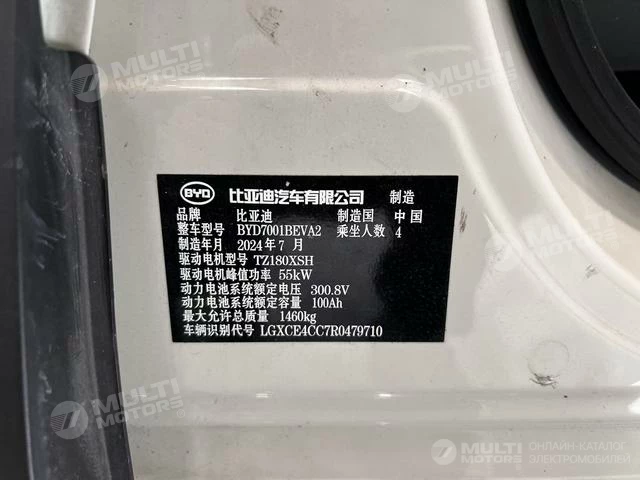 MULTI MOTORS
MULTI MOTORS
BYD 比亚迪汽车有限公司 制造
品牌 比亚迪 制造国 中国
整车型号 BYD7001BEVA2 乘坐人数 4
制造年月 2024年7月
驱动电机型号 TZ180XSH
驱动电机峰值功率 55kW
动力电池系统额定电压 300.8V
动力电池系统额定容量 100Ah
最大允许总质量 1460kg
车辆识别代号 LGXCE4CC7R0479710
MULTI MOTORS
MULTI MOTORS
MULTI MOTORS ОНЛАЙН-КАТАЛОГ ЭЛЕКТРОМОБИЛЕЙ